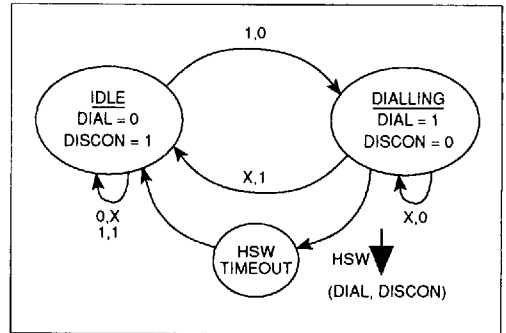 1,0
IDLE
DIAL = 0
DISCON = 1
DIALLING
DIAL = 1
DISCON = 0
X,1
0,X
1,1
X,0
HSW
TIMEOUT
HSW
(DIAL, DISCON)